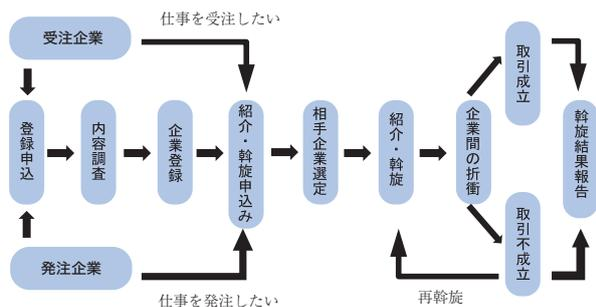 仕事を受注したい
受注企業
登録申込
内容調査
企業登録
紹介・斡旋申込み
相手企業選定
紹介・斡旋
企業間の折衝
取引成立
取引不成立
斡旋結果報告
発注企業
仕事を発注したい
再斡旋